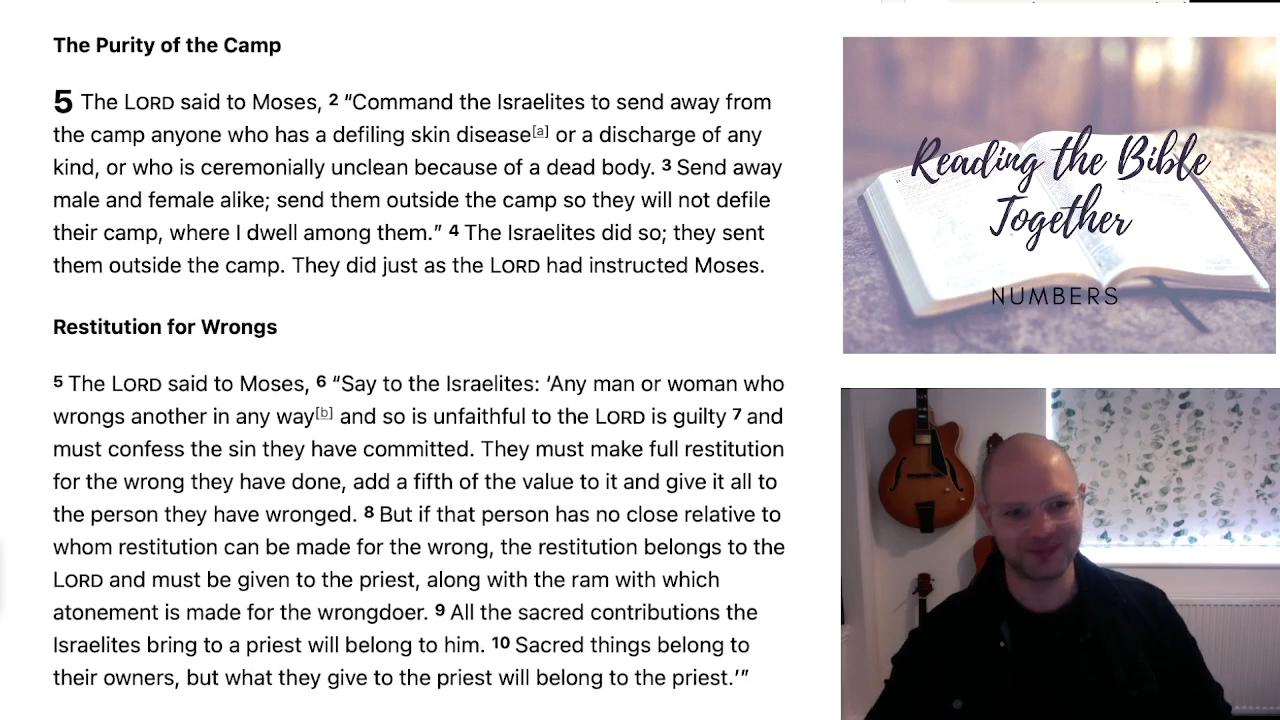 The Purity of the Camp
5 The LORD said to Moses, 2 “Command the Israelites to send away from
the camp anyone who has a defiling skin disease[a] or a discharge of any
kind, or who is ceremonially unclean because of a dead body. 3 Send away
male and female alike; send them outside the camp so they will not defile
their camp, where I dwell among them.” 4 The Israelites did so; they sent
them outside the camp. They did just as the LORD had instructed Moses.
Restitution for Wrongs
5 The LORD said to Moses, 6 “Say to the Israelites: ‘Any man or woman who
wrongs another in any way[b] and so is unfaithful to the LORD is guilty 7 and
must confess the sin they have committed. They must make full restitution
for the wrong they have done, add a fifth of the value to it and give it all to
the person they have wronged. 8 But if that person has no close relative to
whom restitution can be made for the wrong, the restitution belongs to the
LORD and must be given to the priest, along with the ram with which
atonement is made for the wrongdoer. 9 All the sacred contributions the
Israelites bring to a priest will belong to him. 10 Sacred things belong to
their owners, but what they give to the priest will belong to the priest.’”
Reading the Bible
Together
NUMBERS